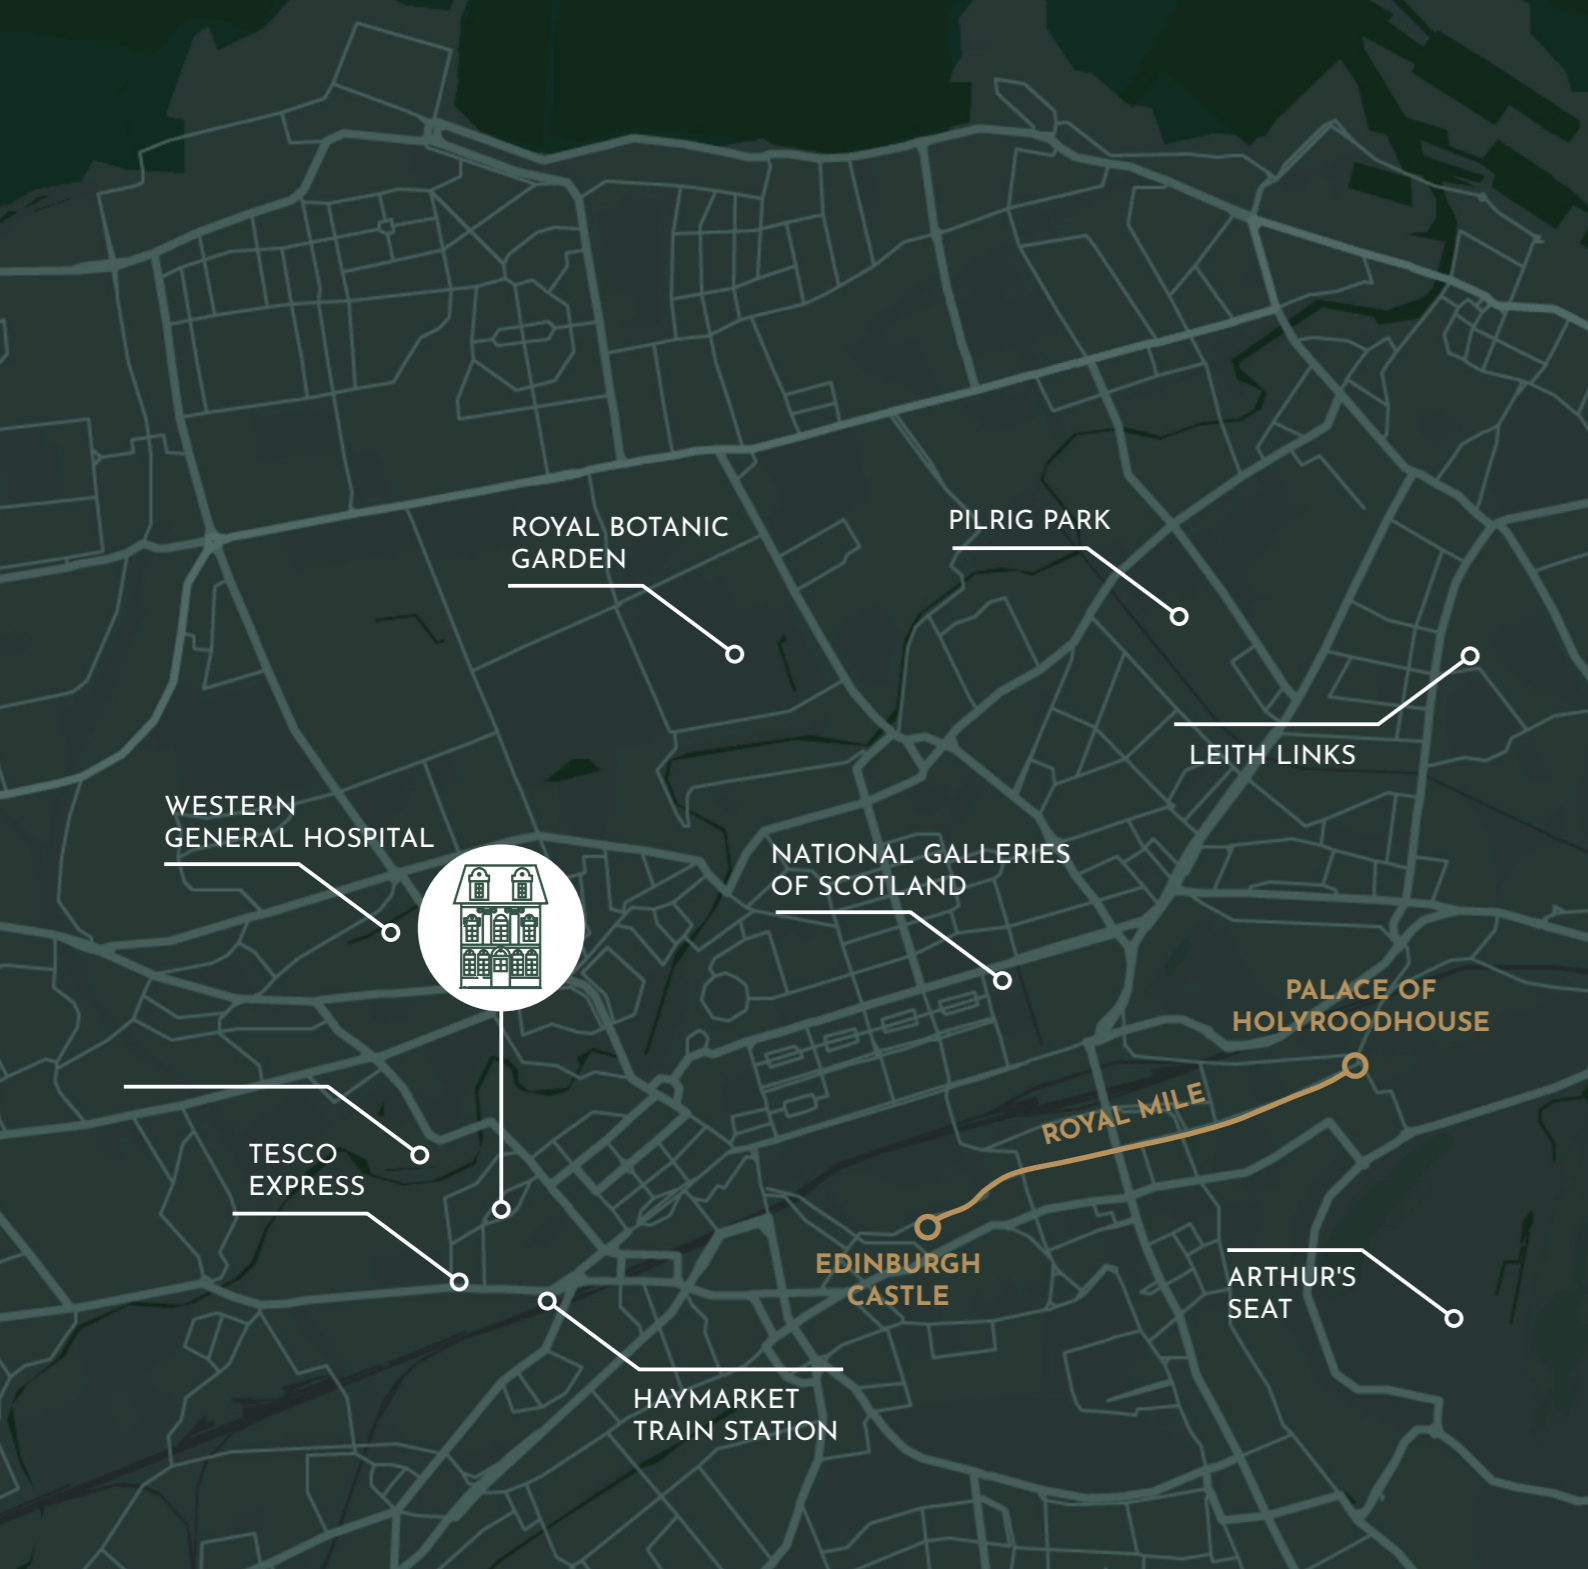 ROYAL BOTANIC
GARDEN
PILRIG PARK
LEITH LINKS
WESTERN
GENERAL HOSPITAL
NATIONAL GALLERIES
OF SCOTLAND
PALACE OF
HOLYROODHOUSE
ROYAL MILE
TESCO
EXPRESS
EDINBURGH
CASTLE
ARTHUR'S
SEAT
HAYMARKET
TRAIN STATION